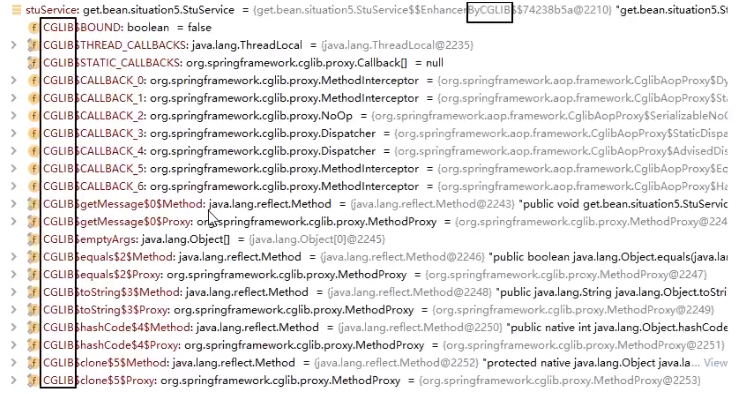 stuService: get.bean.situation5.StuService = {get.bean.situation5.StuService$$EnhancerByCGLIB$$74238b5a@2210} "get.bean.situation5.
CGLIB$BOUND: boolean = false
CGLIB$THREAD_CALLBACKS: java.lang.ThreadLocal = {java.lang.ThreadLocal@2235}
CGLIB$STATIC_CALLBACKS: org.springframework.cglib.proxy.Callback[] = null
CGLIB$CALLBACK_0: org.springframework.cglib.proxy.MethodInterceptor = {org.springframework.aop.framework.CglibAopProxy$Dy
CGLIB$CALLBACK_1: org.springframework.cglib.proxy.MethodInterceptor = {org.springframework.aop.framework.CglibAopProxy$Sta
CGLIB$CALLBACK_2: org.springframework.cglib.proxy.NoOp = {org.springframework.aop.framework.CglibAopProxy$SerializableNoO
CGLIB$CALLBACK_3: org.springframework.cglib.proxy.Dispatcher = {org.springframework.aop.framework.CglibAopProxy$StaticDispa
CGLIB$CALLBACK_4: org.springframework.cglib.proxy.Dispatcher = {org.springframework.aop.framework.CglibAopProxy$AdvisedDis
CGLIB$CALLBACK_5: org.springframework.cglib.proxy.MethodInterceptor = {org.springframework.aop.framework.CglibAopProxy$Eq
CGLIB$CALLBACK_6: org.springframework.cglib.proxy.MethodInterceptor = {org.springframework.aop.framework.CglibAopProxy$Ha
CGLIB$getMessage$0$Method: java.lang.reflect.Method = {java.lang.reflect.Method@2243} "public void get.bean.situation5.StuServic
CGLIB$getMessage$0$Proxy: org.springframework.cglib.proxy.MethodProxy = {org.springframework.cglib.proxy.MethodProxy@224
CGLIB$emptyArgs: java.lang.Object[] = {java.lang.Object[0]@2245}
CGLIB$equals$2$Method: java.lang.reflect.Method = {java.lang.reflect.Method@2246} "public boolean java.lang.Object.equals(java.lan
CGLIB$equals$2$Proxy: org.springframework.cglib.proxy.MethodProxy = {org.springframework.cglib.proxy.MethodProxy@2247}
CGLIB$toString$3$Method: java.lang.reflect.Method = {java.lang.reflect.Method@2248} "public java.lang.String java.lang.Object.toStrin
CGLIB$toString$3$Proxy: org.springframework.cglib.proxy.MethodProxy = {org.springframework.cglib.proxy.MethodProxy@2249}
CGLIB$hashCode$4$Method: java.lang.reflect.Method = {java.lang.reflect.Method@2250} "public native int java.lang.Object.hashCode
CGLIB$hashCode$4$Proxy: org.springframework.cglib.proxy.MethodProxy = {org.springframework.cglib.proxy.MethodProxy@2251}
CGLIB$clone$5$Method: java.lang.reflect.Method = {java.lang.reflect.Method@2252} "protected native java.lang.Object java.la... View
CGLIB$clone$5$Proxy: org.springframework.cglib.proxy.MethodProxy = {org.springframework.cglib.proxy.MethodProxy@2253}